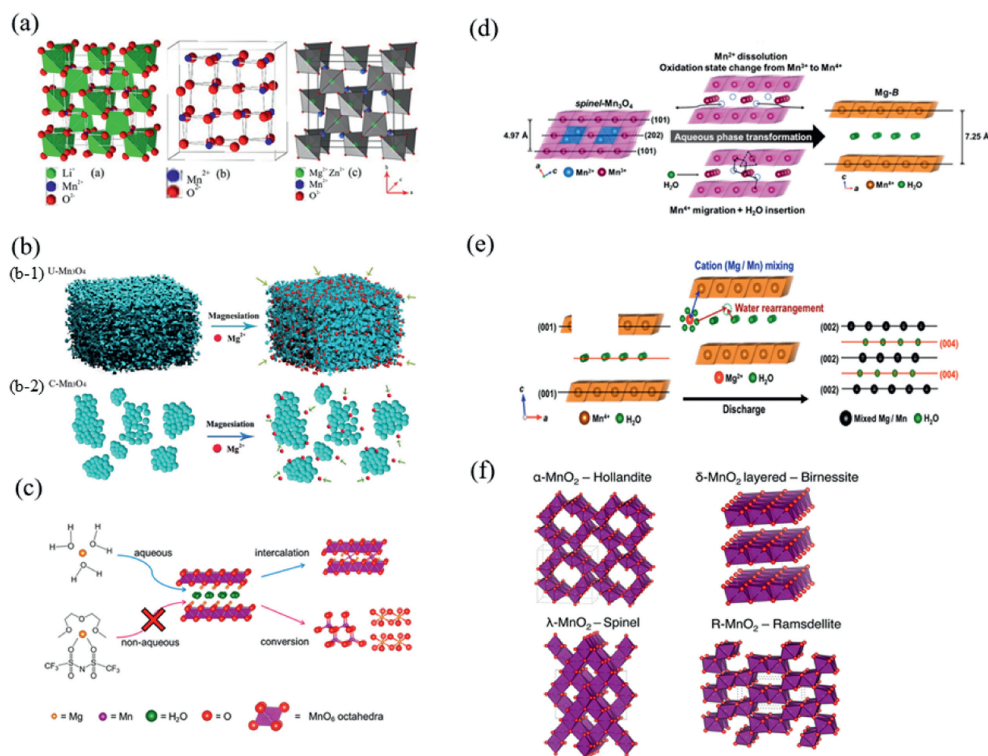 (a)
Li⁺
Mn²⁺
O²⁻
(a)
Mn²⁺
O²⁻
(b)
Mg²⁺Zn²⁺
Mn³⁺
O²⁻
(c)
b
c
a
(b)
(b-1) U-Mn₃O₄
Magnesiation
Mg²⁺
(b-2) C-Mn₃O₄
Magnesiation
Mg²⁺
(c)
H O H
H O
H
O
H H
aqueous
intercalation
non-aqueous
conversion
O
O O
O O
CF₃ S N S CF₃
O O
= Mg = Mn = H₂O = O = MnO₆ octahedra
(d)
Mn²⁺ dissolution
Oxidation state change from Mn³⁺ to Mn⁴⁺
spinel-Mn₃O₄
Mg-B
4.97 Å
(101)
(202)
(101)
Aqueous phase transformation
7.25 Å
H₂O
c
a
Mn²⁺ Mn³⁺
c
a
Mn⁴⁺ H₂O
Mn⁴⁺ migration + H₂O insertion
(e)
Cation (Mg / Mn) mixing
Water rearrangement
(001)
(001)
(002)
(004)
(002)
(004)
(002)
Mg²⁺ H₂O
c
a
Mn⁴⁺ H₂O
Discharge
Mixed Mg / Mn H₂O
(f)
α-MnO₂ – Hollandite
δ-MnO₂ layered – Birnessite
λ-MnO₂ – Spinel
R-MnO₂ – Ramsdellite